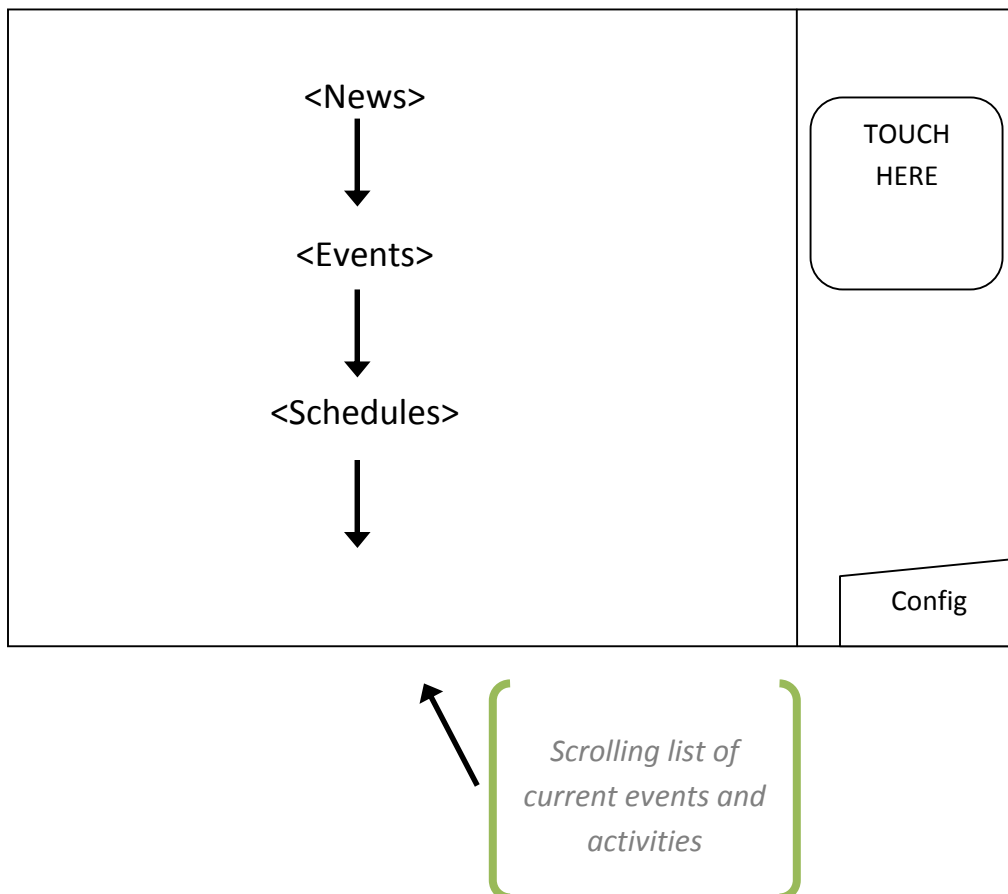 <News>
<Events>
<Schedules>
TOUCH
HERE
Config
Scrolling list of
current events and
activities